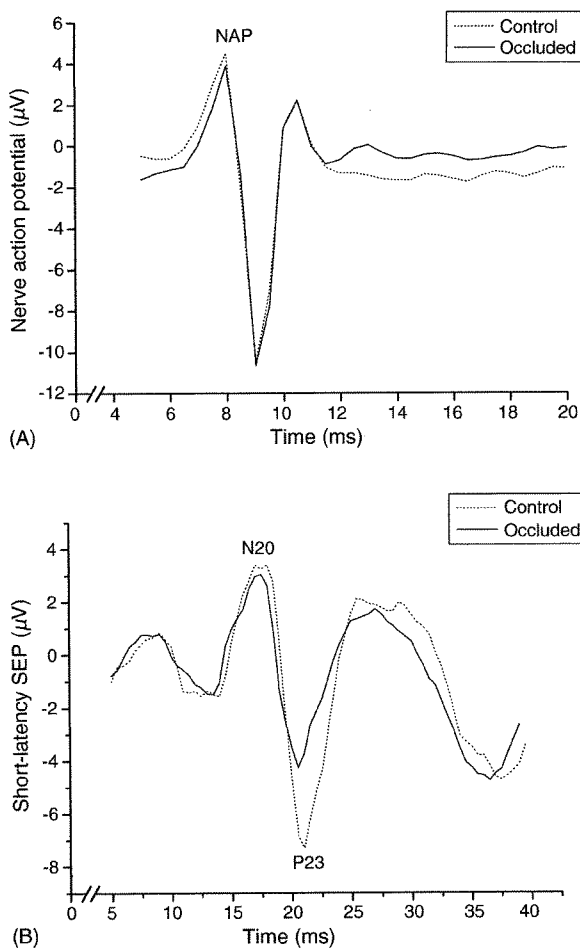 Control
Occluded
NAP
6
4
2
0
-2
-4
-6
-8
-10
-12
Nerve action potential (µV)
0 4 6 8 10 12 14 16 18 20
Time (ms)
(A)
Control
Occluded
N20
4
2
0
-2
-4
-6
-8
Short-latency SEP (µV)
P23
0 5 10 15 20 25 30 35 40
Time (ms)
(B)